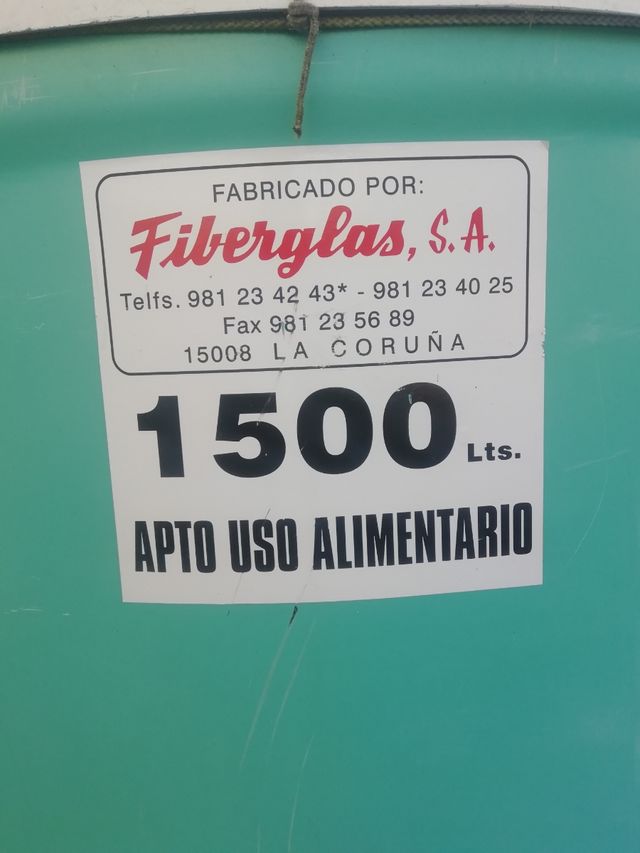 FABRICADO POR:
Fiberglas, S.A.
Telfs. 981 23 42 43* - 981 23 40 25
Fax 981 23 56 89
15008 LA CORUÑA
1500 Lts.
APTO USO ALIMENTARIO